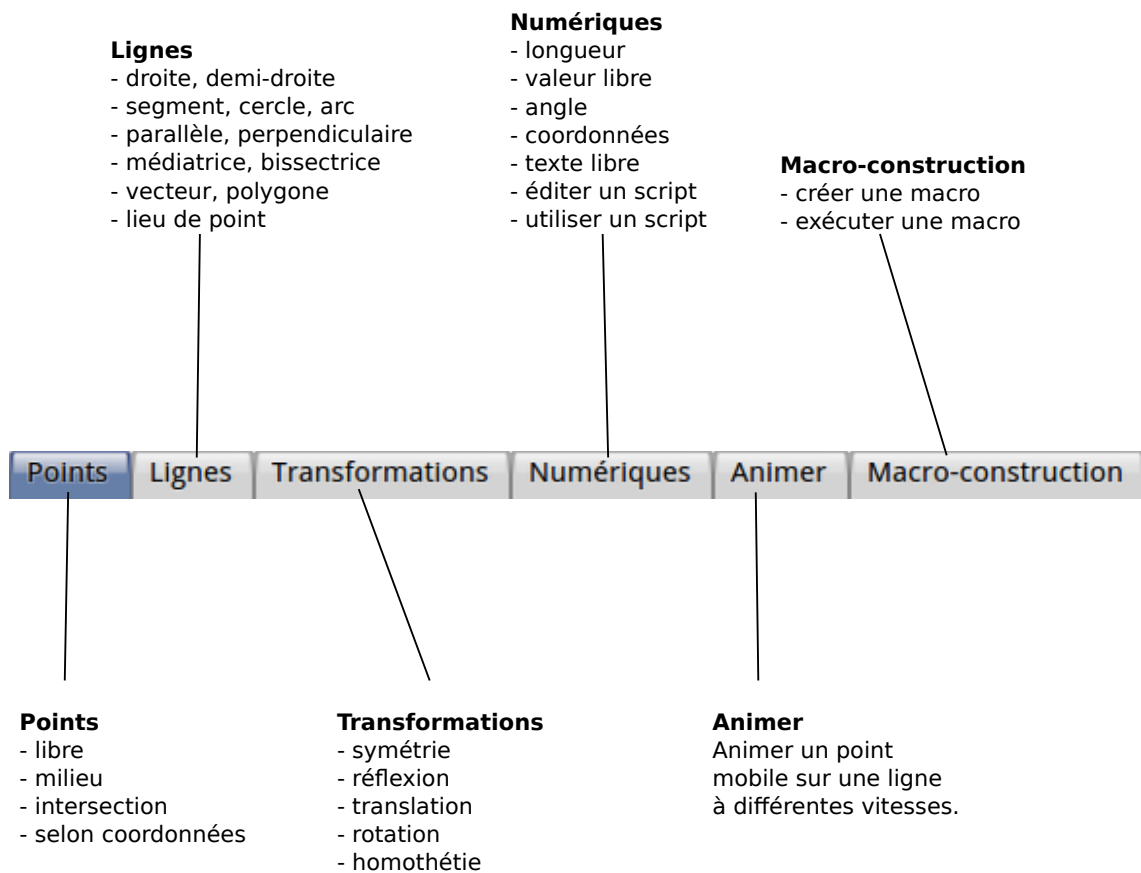 Lignes
- droite, demi-droite
- segment, cercle, arc
- parallèle, perpendiculaire
- médiatrice, bissectrice
- vecteur, polygone
- lieu de point
Numériques
- longueur
- valeur libre
- angle
- coordonnées
- texte libre
- éditer un script
- utiliser un script
Macro-construction
- créer une macro
- exécuter une macro
Points Lignes Transformations Numériques Animer Macro-construction
Points
- libre
- milieu
- intersection
- selon coordonnées
Transformations
- symétrie
- réflexion
- translation
- rotation
- homothétie
Animer
Animer un point
mobile sur une ligne
à différentes vitesses.